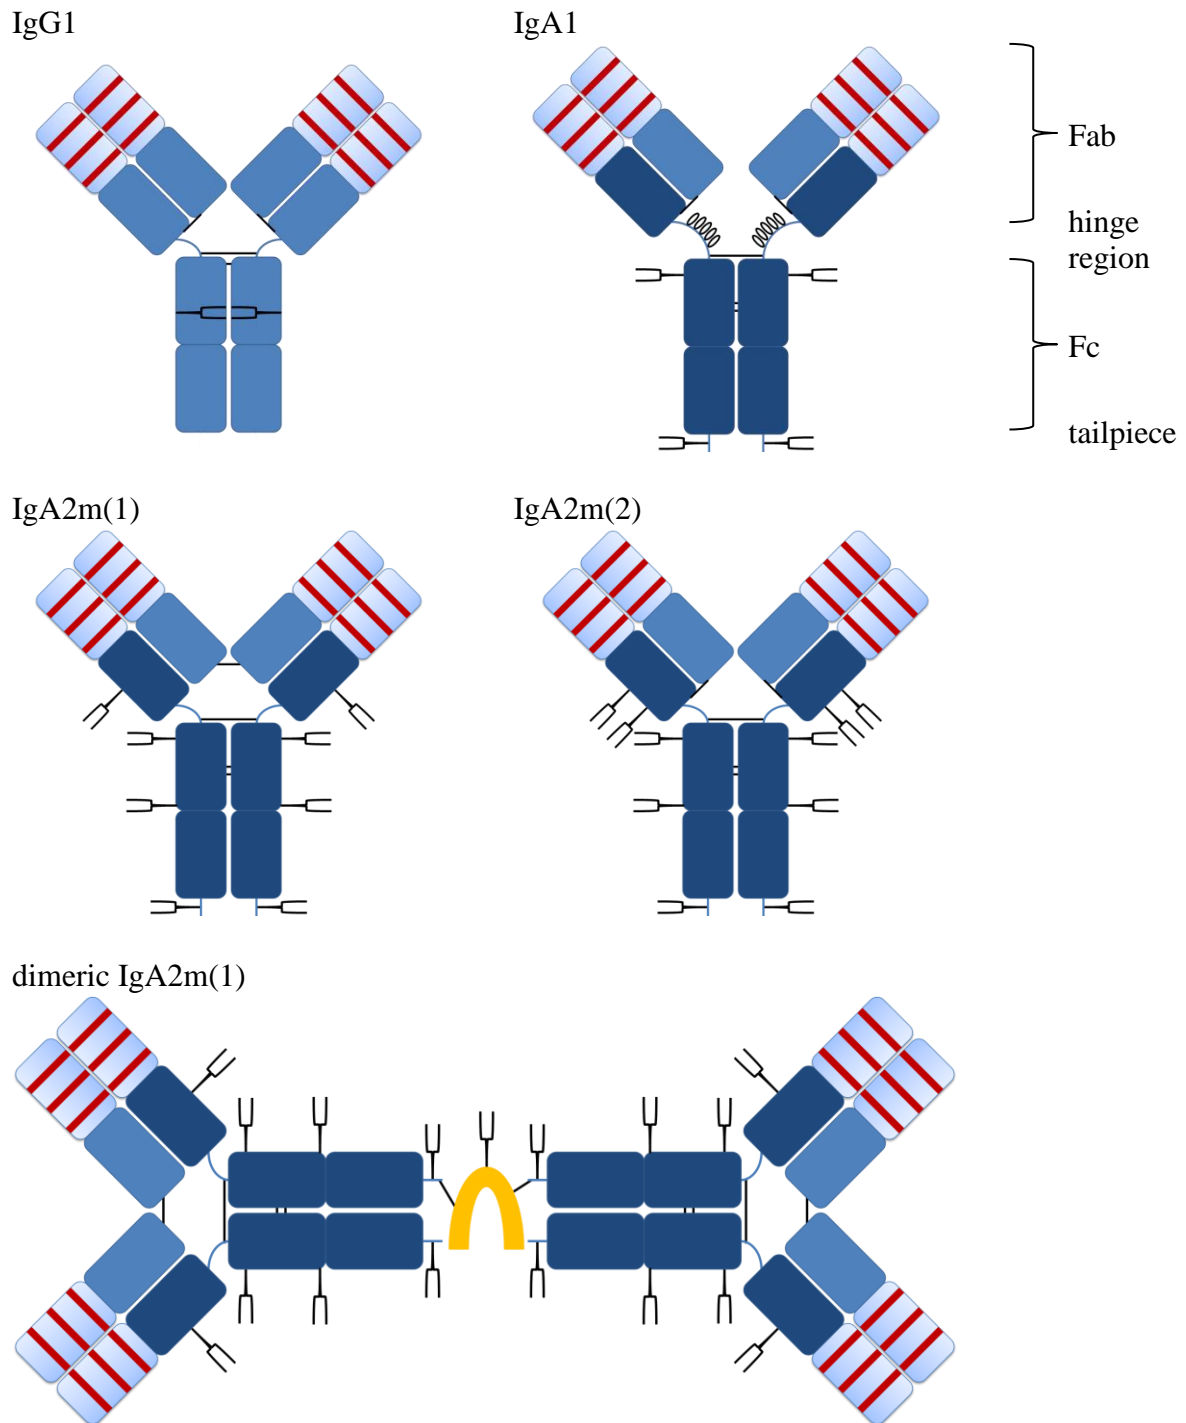 IgG1
IgA1
Fab
hinge
region
Fc
tailpiece
IgA2m(1)
IgA2m(2)
dimeric IgA2m(1)